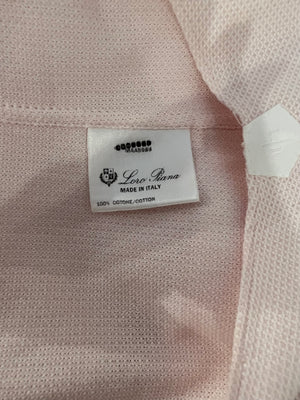 Loro Piana
MADE IN ITALY
100% COTONE/COTTON